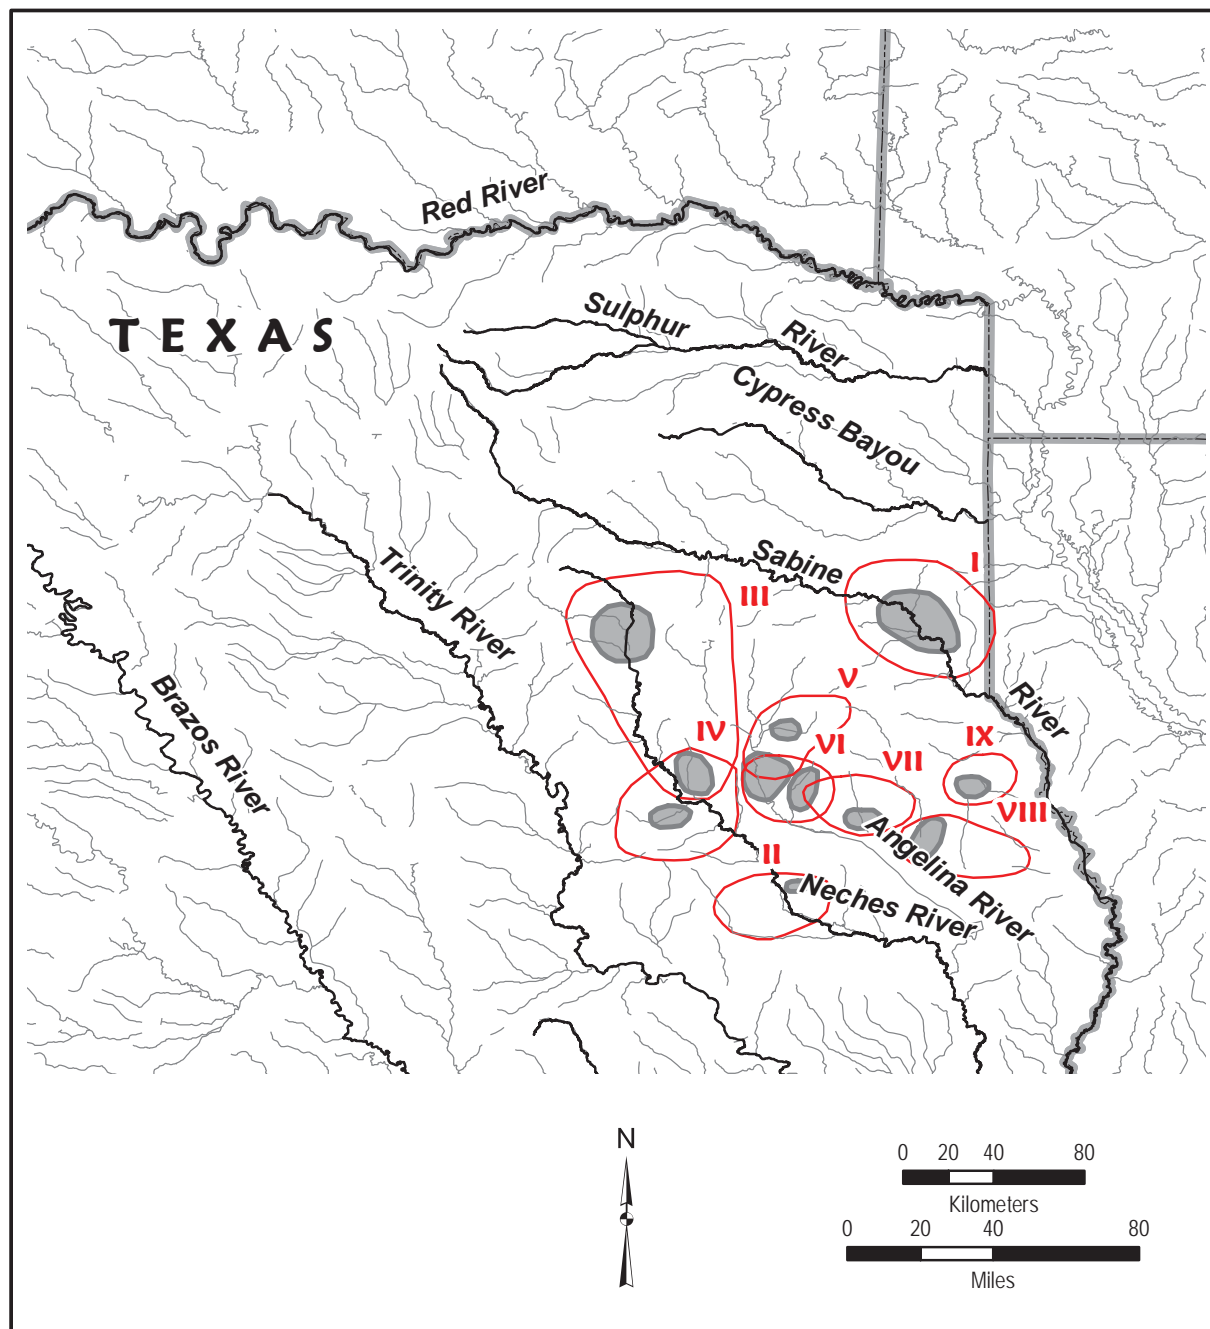 Red River
TEXAS
Sulphur
River
Cypress Bayou
Sabine
I
Trinity River
III
River
Brazos River
V
IV
VI
IX
VII
VIII
Angelina River
II
Neches River
N
0 20 40 80
Kilometers
0 20 40 80
Miles